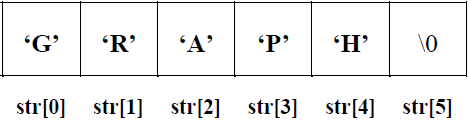 ‘G’ ‘R’ ‘A’ ‘P’ ‘H’ \0
str[0] str[1] str[2] str[3] str[4] str[5]